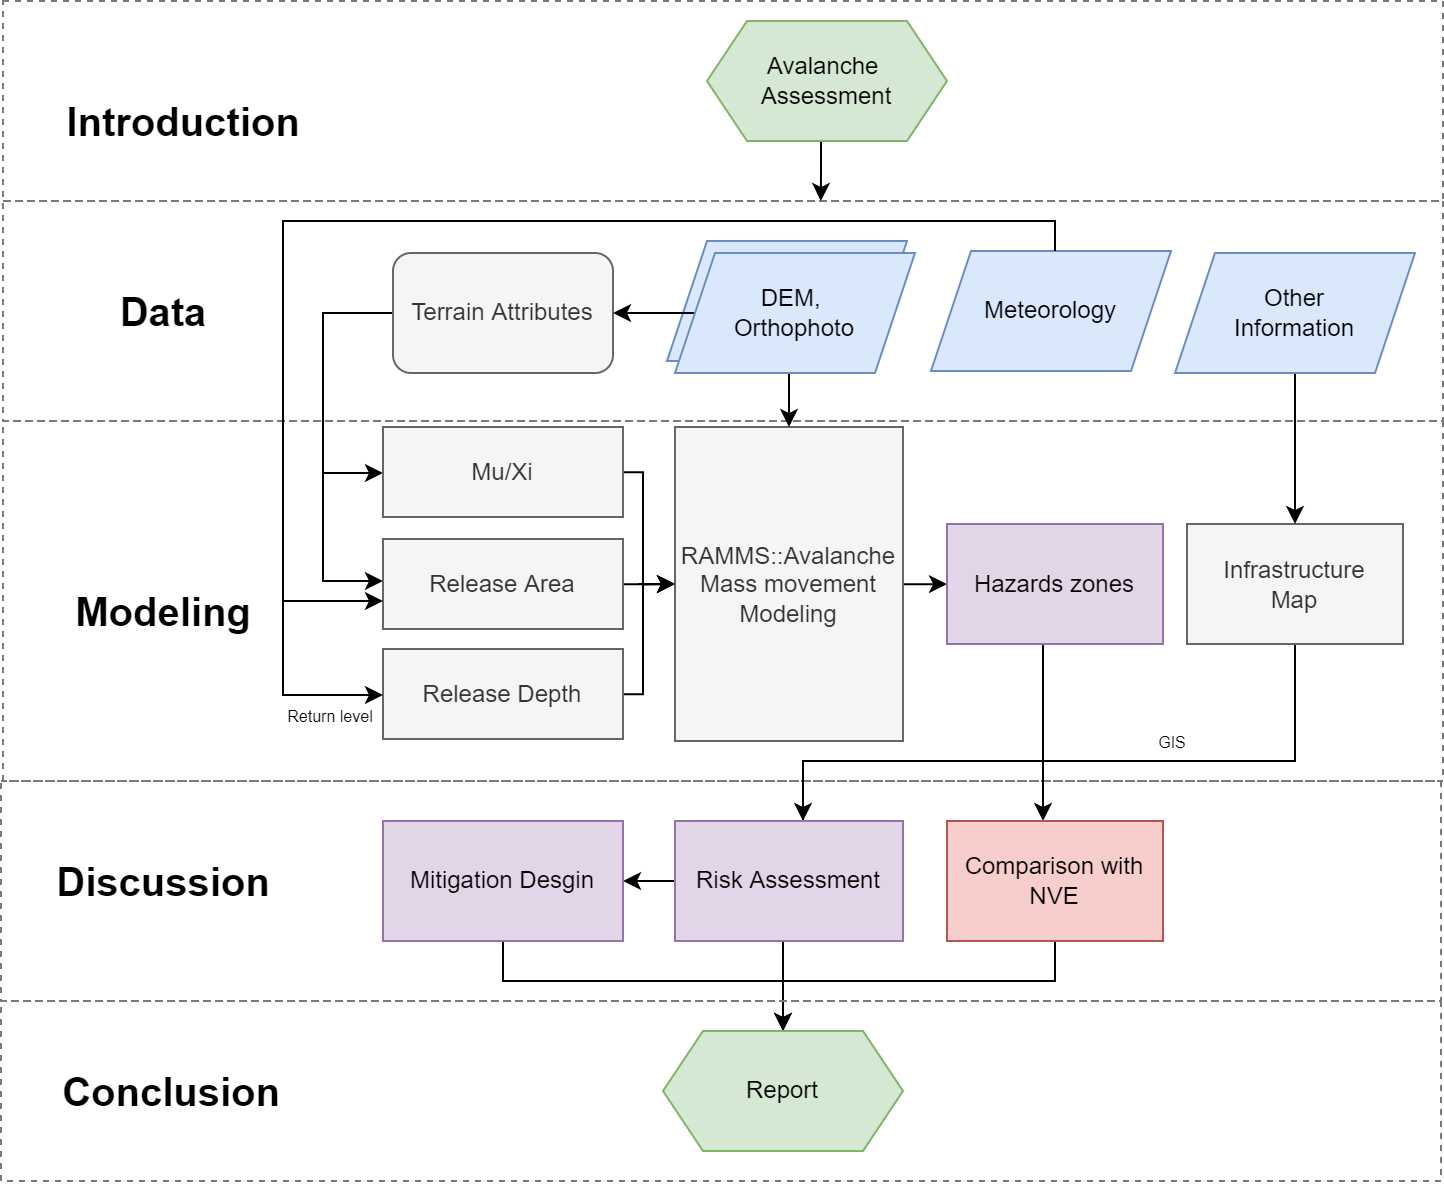 Avalanche
Assessment
Introduction
Data
Terrain Attributes
DEM,
Orthophoto
Meteorology
Other
Information
Modeling
Mu/Xi
Release Area
Release Depth
Return level
RAMMS::Avalanche
Mass movement
Modeling
Hazards zones
Infrastructure
Map
GIS
Discussion
Mitigation Desgin
Risk Assessment
Comparison with
NVE
Conclusion
Report